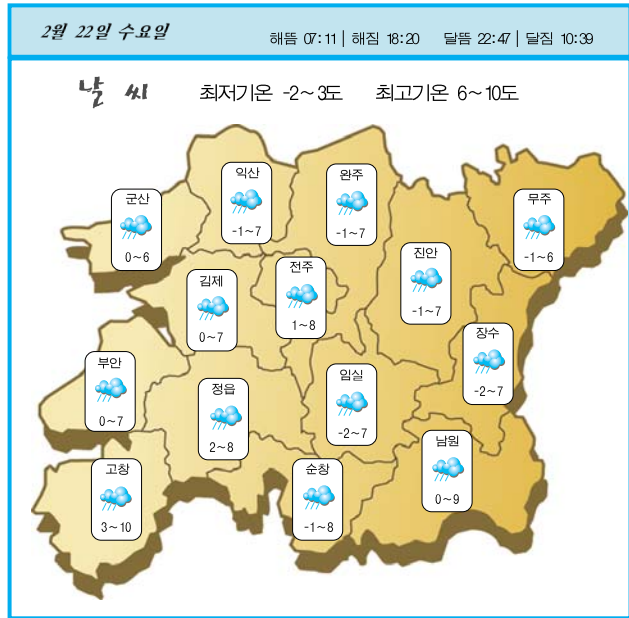 2월 22일 수요일
해뜸 07:11 | 해짐 18:20 달뜸 22:47 | 달짐 10:39
날 씨 최저기온 -2~3도 최고기온 6~10도
익산
-1~7
완주
-1~7
군산
0~6
무주
-1~6
진안
-1~7
전주
1~8
김제
0~7
장수
-2~7
부안
0~7
정읍
2~8
임실
-2~7
남원
0~9
고창
3~10
순창
-1~8